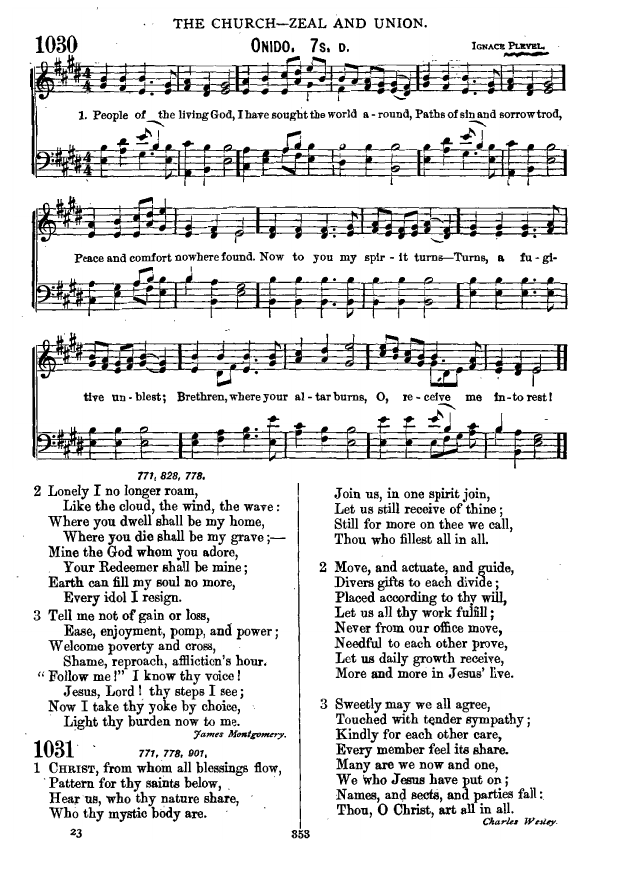 THE CHURCH—ZEAL AND UNION.
1030
ONIDO. 7s. D.
IGNACE PLEYEL.
1. People of the living God, I have sought the world a - round, Paths of sin and sorrow trod,
Peace and comfort nowhere found. Now to you my spir - it turns—Turns, a fu - gi-
tive un - blest; Brethren, where your al - tar burns, O, re - ceive me in-to rest!
771, 828, 778.
2 Lonely I no longer roam,
Like the cloud, the wind, the wave:
Where you dwell shall be my home,
Where you die shall be my grave;—
Mine the God whom you adore,
Your Redeemer shall be mine;
Earth can fill my soul no more,
Every idol I resign.
3 Tell me not of gain or loss,
Ease, enjoyment, pomp, and power;
Welcome poverty and cross,
Shame, reproach, affliction's hour.
"Follow me!" I know thy voice!
Jesus, Lord! thy steps I see;
Now I take thy yoke by choice,
Light thy burden now to me.
James Montgomery.
1031
771, 778, 901.
1 CHRIST, from whom all blessings flow,
Pattern for thy saints below,
Hear us, who thy nature share,
Who thy mystic body are.
Join us, in one spirit join,
Let us still receive of thine;
Still for more on thee we call,
Thou who fillest all in all.
2 Move, and actuate, and guide,
Divers gifts to each divide;
Placed according to thy will,
Let us all thy work fulfill;
Never from our office move,
Needful to each other prove,
Let us daily growth receive,
More and more in Jesus' live.
3 Sweetly may we all agree,
Touched with tender sympathy;
Kindly for each other care,
Every member feel its share.
Many are we now and one,
We who Jesus have put on;
Names, and sects, and parties fall:
Thou, O Christ, art all in all.
Charles Wesley.
23
353